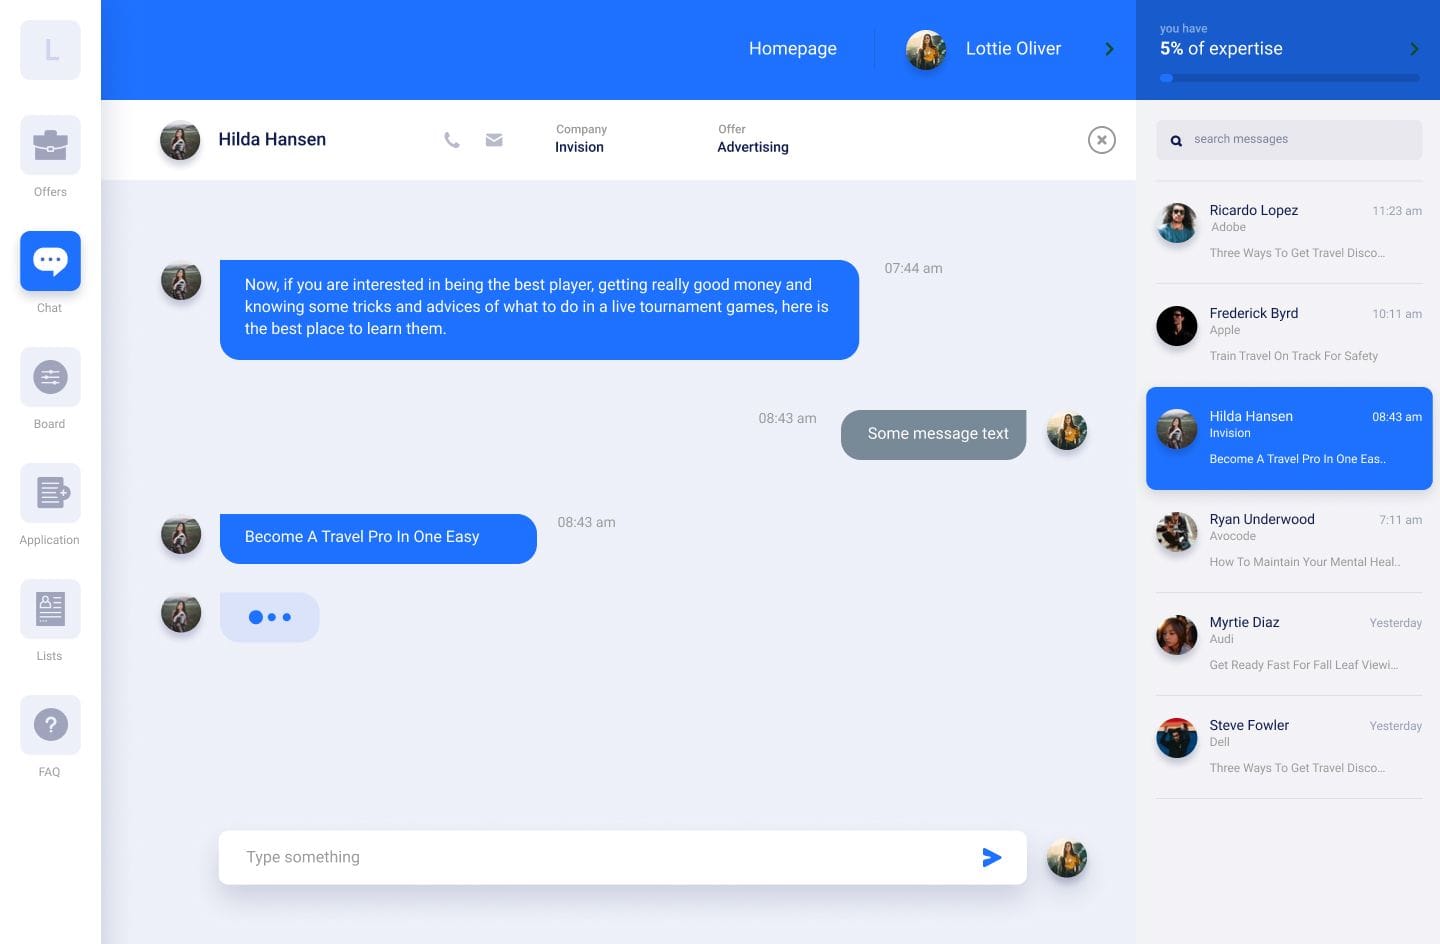 L
Offers
Chat
Board
Application
Lists
FAQ
Homepage
Lottie Oliver
you have
5% of expertise
Hilda Hansen
Company
Invision
Offer
Advertising
07:44 am
Now, if you are interested in being the best player, getting really good money and
knowing some tricks and advices of what to do in a live tournament games, here is
the best place to learn them.
08:43 am
Some message text
Become A Travel Pro In One Easy
08:43 am
Type something
search messages
Ricardo Lopez
11:23 am
Adobe
Three Ways To Get Travel Disco...
Frederick Byrd
10:11 am
Apple
Train Travel On Track For Safety
Hilda Hansen
08:43 am
Invision
Become A Travel Pro In One Eas..
Ryan Underwood
7:11 am
Avocode
How To Maintain Your Mental Heal..
Myrtie Diaz
Yesterday
Audi
Get Ready Fast For Fall Leaf Viewi...
Steve Fowler
Yesterday
Dell
Three Ways To Get Travel Disco...